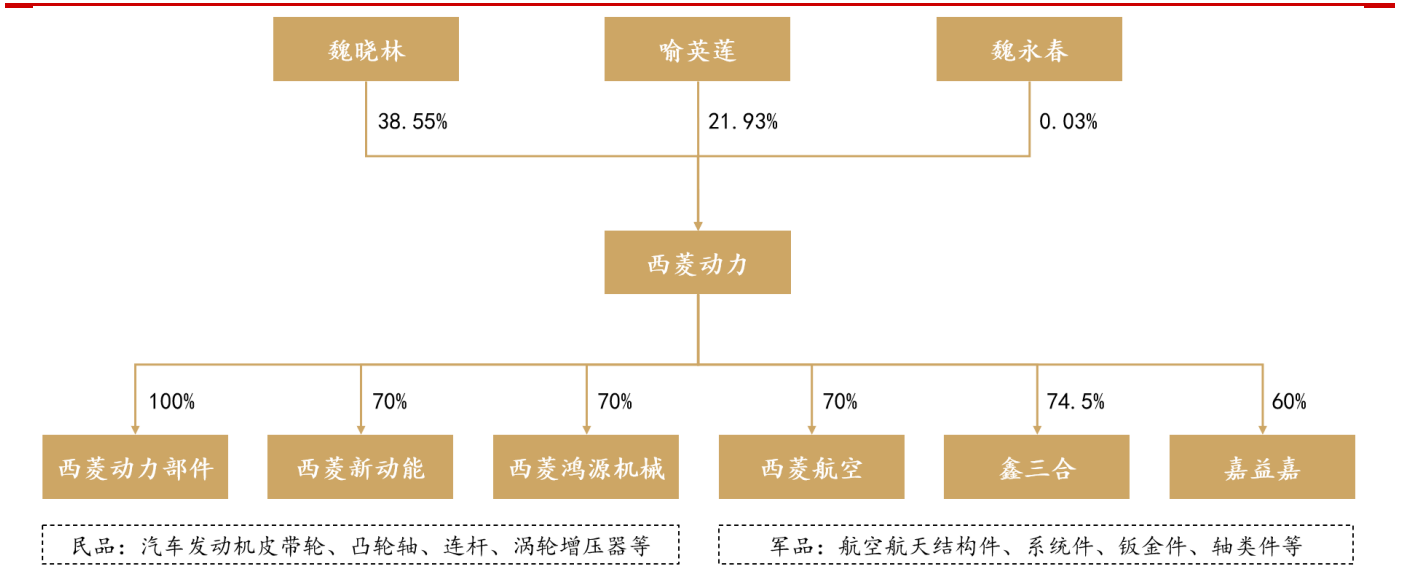 魏晓林 喻英莲 魏永春
38.55% 21.93% 0.03%
西菱动力
100% 70% 70% 70% 74.5% 60%
西菱动力部件 西菱新动能 西菱鸿源机械 西菱航空 鑫三合 嘉益嘉
民品：汽车发动机皮带轮、凸轮轴、连杆、涡轮增压器等 军品：航空航天结构件、系统件、钣金件、轴类件等